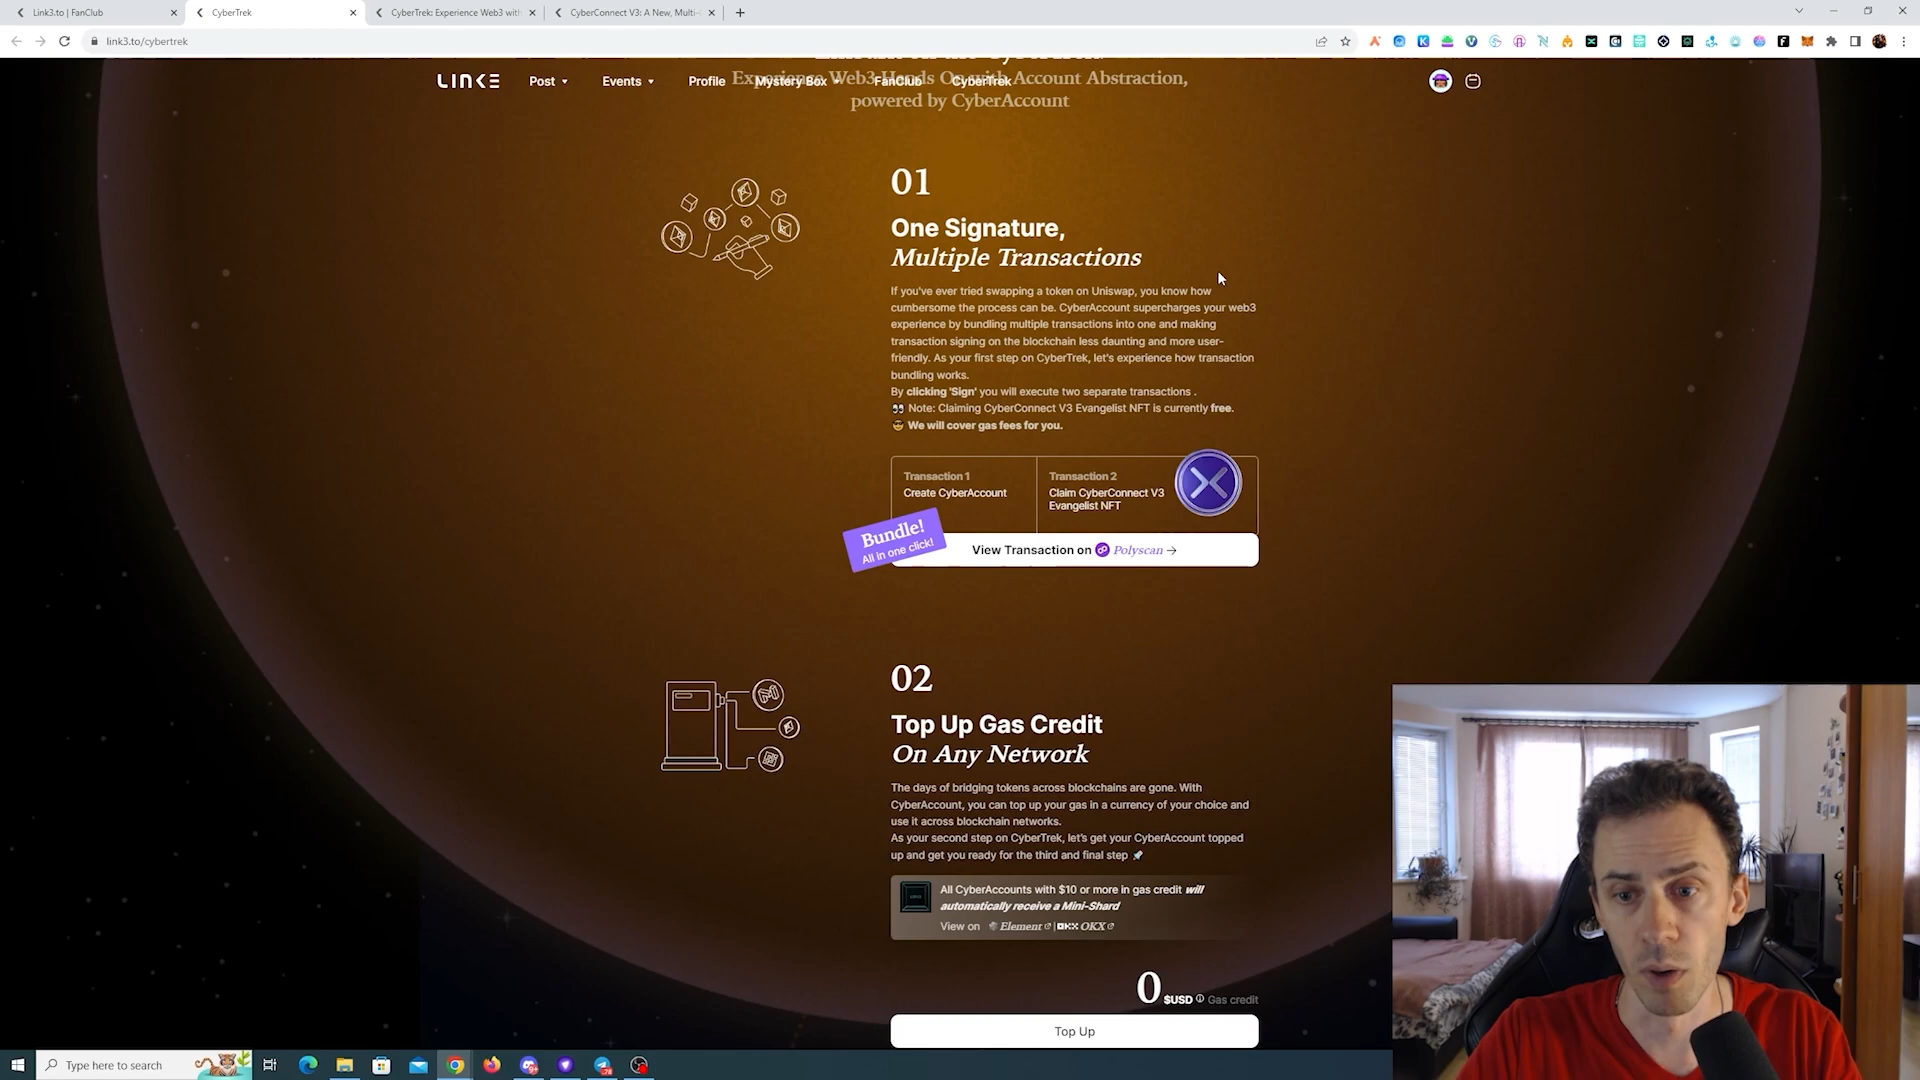 Link3.to | FanClub
CyberTrek
CyberTrek: Experience Web3 with
CyberConnect V3: A New, Multi-
link3.to/cybertrek
LINKE
Post
Events
Profile
Mystery Box
FanClub
CyberTrek
Experience Web3 Hands On with Account Abstraction,
powered by CyberAccount
01
One Signature,
Multiple Transactions
If you've ever tried swapping a token on Uniswap, you know how
cumbersome the process can be. CyberAccount supercharges your web3
experience by bundling multiple transactions into one and making
transaction signing on the blockchain less daunting and more user-
friendly. As your first step on CyberTrek, let's experience how transaction
bundling works.
By clicking 'Sign' you will execute two separate transactions .
👀 Note: Claiming CyberConnect V3 Evangelist NFT is currently free.
😎 We will cover gas fees for you.
Transaction 1
Create CyberAccount
Transaction 2
Claim CyberConnect V3
Evangelist NFT
Bundle!
All in one click!
View Transaction on Polyscan →
02
Top Up Gas Credit
On Any Network
The days of bridging tokens across blockchains are gone. With
CyberAccount, you can top up your gas in a currency of your choice and
use it across blockchain networks.
As your second step on CyberTrek, let's get your CyberAccount topped
up and get you ready for the third and final step 🚀
All CyberAccounts with $10 or more in gas credit will
automatically receive a Mini-Shard
View on Element | OKX OKX
0 $USD Gas credit
Top Up
Type here to search